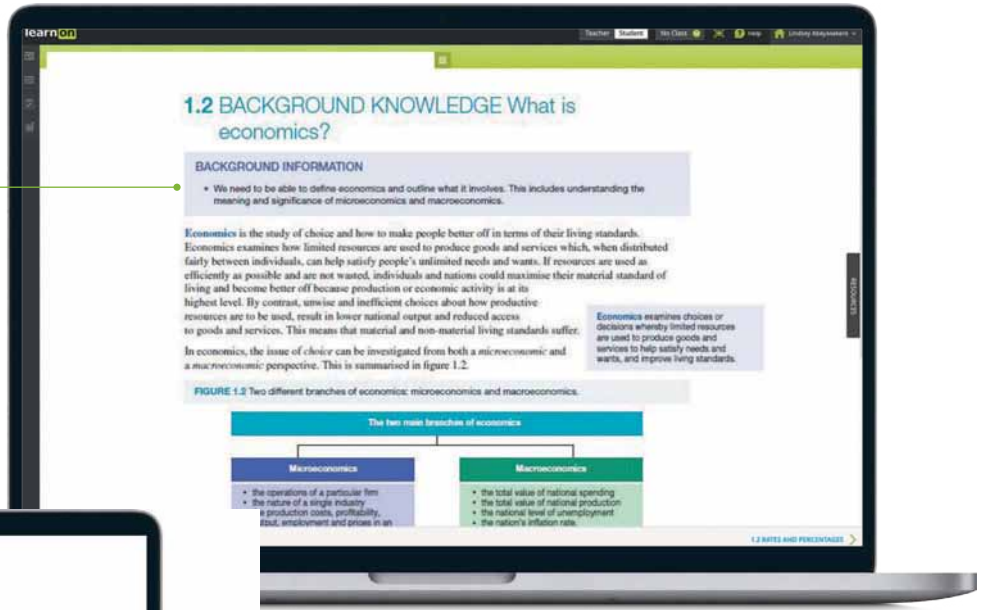 learnon
Teacher Student No Class Help
1.2 BACKGROUND KNOWLEDGE What is
economics?
BACKGROUND INFORMATION
• We need to be able to define economics and outline what it involves. This includes understanding the
meaning and significance of microeconomics and macroeconomics.
Economics is the study of choice and how to make people better off in terms of their living standards.
Economics examines how limited resources are used to produce goods and services which, when distributed
fairly between individuals, can help satisfy people's unlimited needs and wants. If resources are used as
efficiently as possible and are not wasted, individuals and nations could maximise their material standard of
living and become better off because production or economic activity is at its
highest level. By contrast, unwise and inefficient choices about how productive
resources are to be used, result in lower national output and reduced access
to goods and services. This means that material and non-material living standards suffer.
Economics examines choices or
decisions whereby limited resources
are used to produce goods and
services to help satisfy needs and
wants, and improve living standards.
RESOURCES
In economics, the issue of choice can be investigated from both a microeconomic and
a macroeconomic perspective. This is summarised in figure 1.2.
FIGURE 1.2 Two different branches of economics: microeconomics and macroeconomics.
The two main branches of economics
Microeconomics
• the operations of a particular firm
• the nature of a single industry
production costs, profitability,
employment and prices in an
Macroeconomics
• the total value of national spending
• the total value of national production
• the national level of unemployment
• the nation's inflation rate.
1.2 RATES AND PERCENTAGES